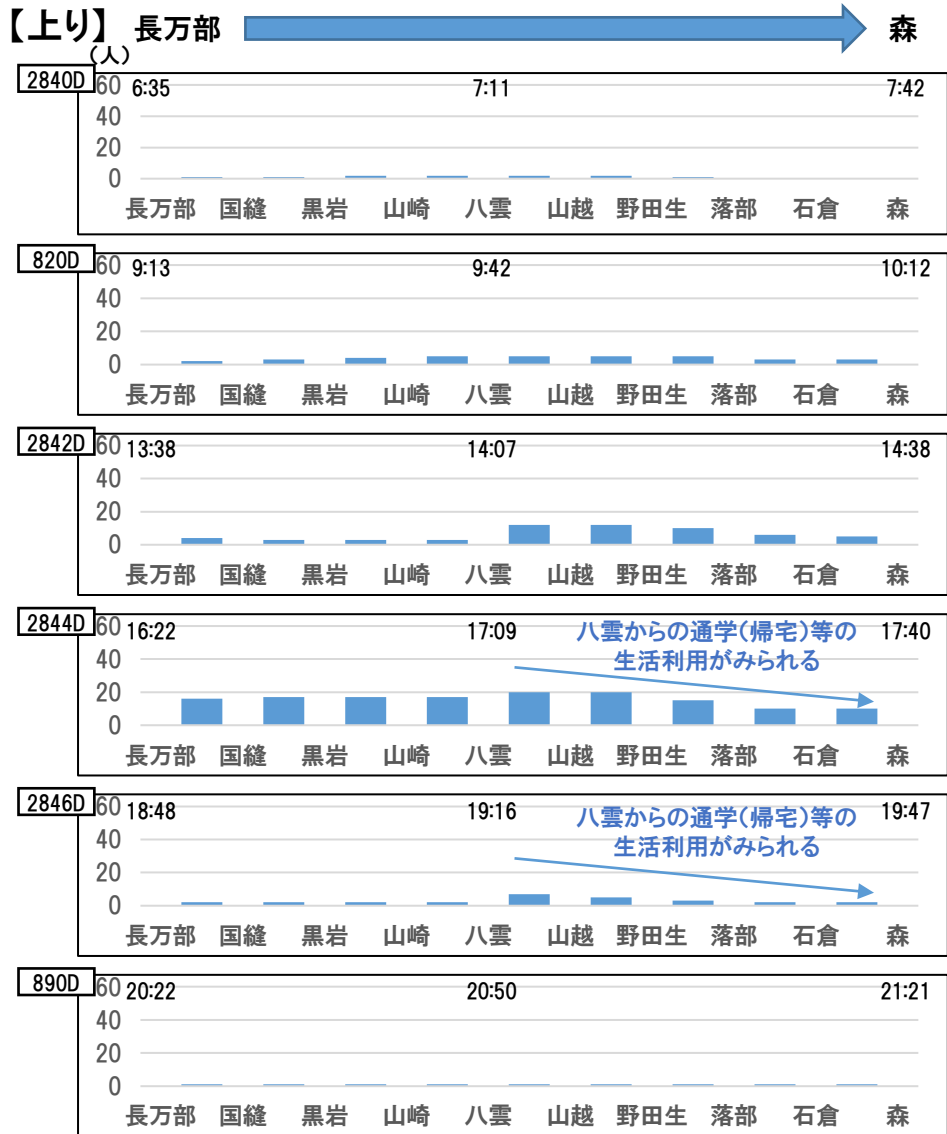 【上り】 長万部 森
(人)
2840D
60 6:35 7:11 7:42
40
20
0
長万部 国縫 黒岩 山崎 八雲 山越 野田生 落部 石倉 森
820D
60 9:13 9:42 10:12
40
20
0
長万部 国縫 黒岩 山崎 八雲 山越 野田生 落部 石倉 森
2842D
60 13:38 14:07 14:38
40
20
0
長万部 国縫 黒岩 山崎 八雲 山越 野田生 落部 石倉 森
2844D
60 16:22 17:09 八雲からの通学(帰宅)等の 17:40
生活利用がみられる
40
20
0
長万部 国縫 黒岩 山崎 八雲 山越 野田生 落部 石倉 森
2846D
60 18:48 19:16 八雲からの通学(帰宅)等の 19:47
生活利用がみられる
40
20
0
長万部 国縫 黒岩 山崎 八雲 山越 野田生 落部 石倉 森
890D
60 20:22 20:50 21:21
40
20
0
長万部 国縫 黒岩 山崎 八雲 山越 野田生 落部 石倉 森